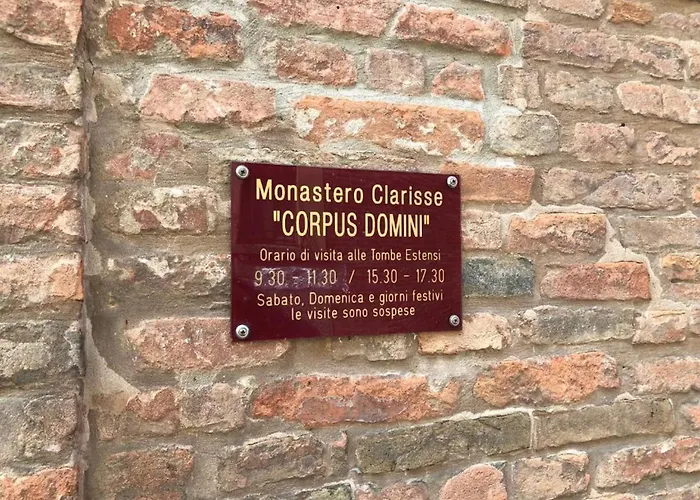 Monastero Clarisse
"CORPUS DOMINI"
Orario di visita alle Tombe Estensi
9.30 - 11.30 / 15.30 - 17.30
Sabato, Domenica e giorni festivi
le visite sono sospese